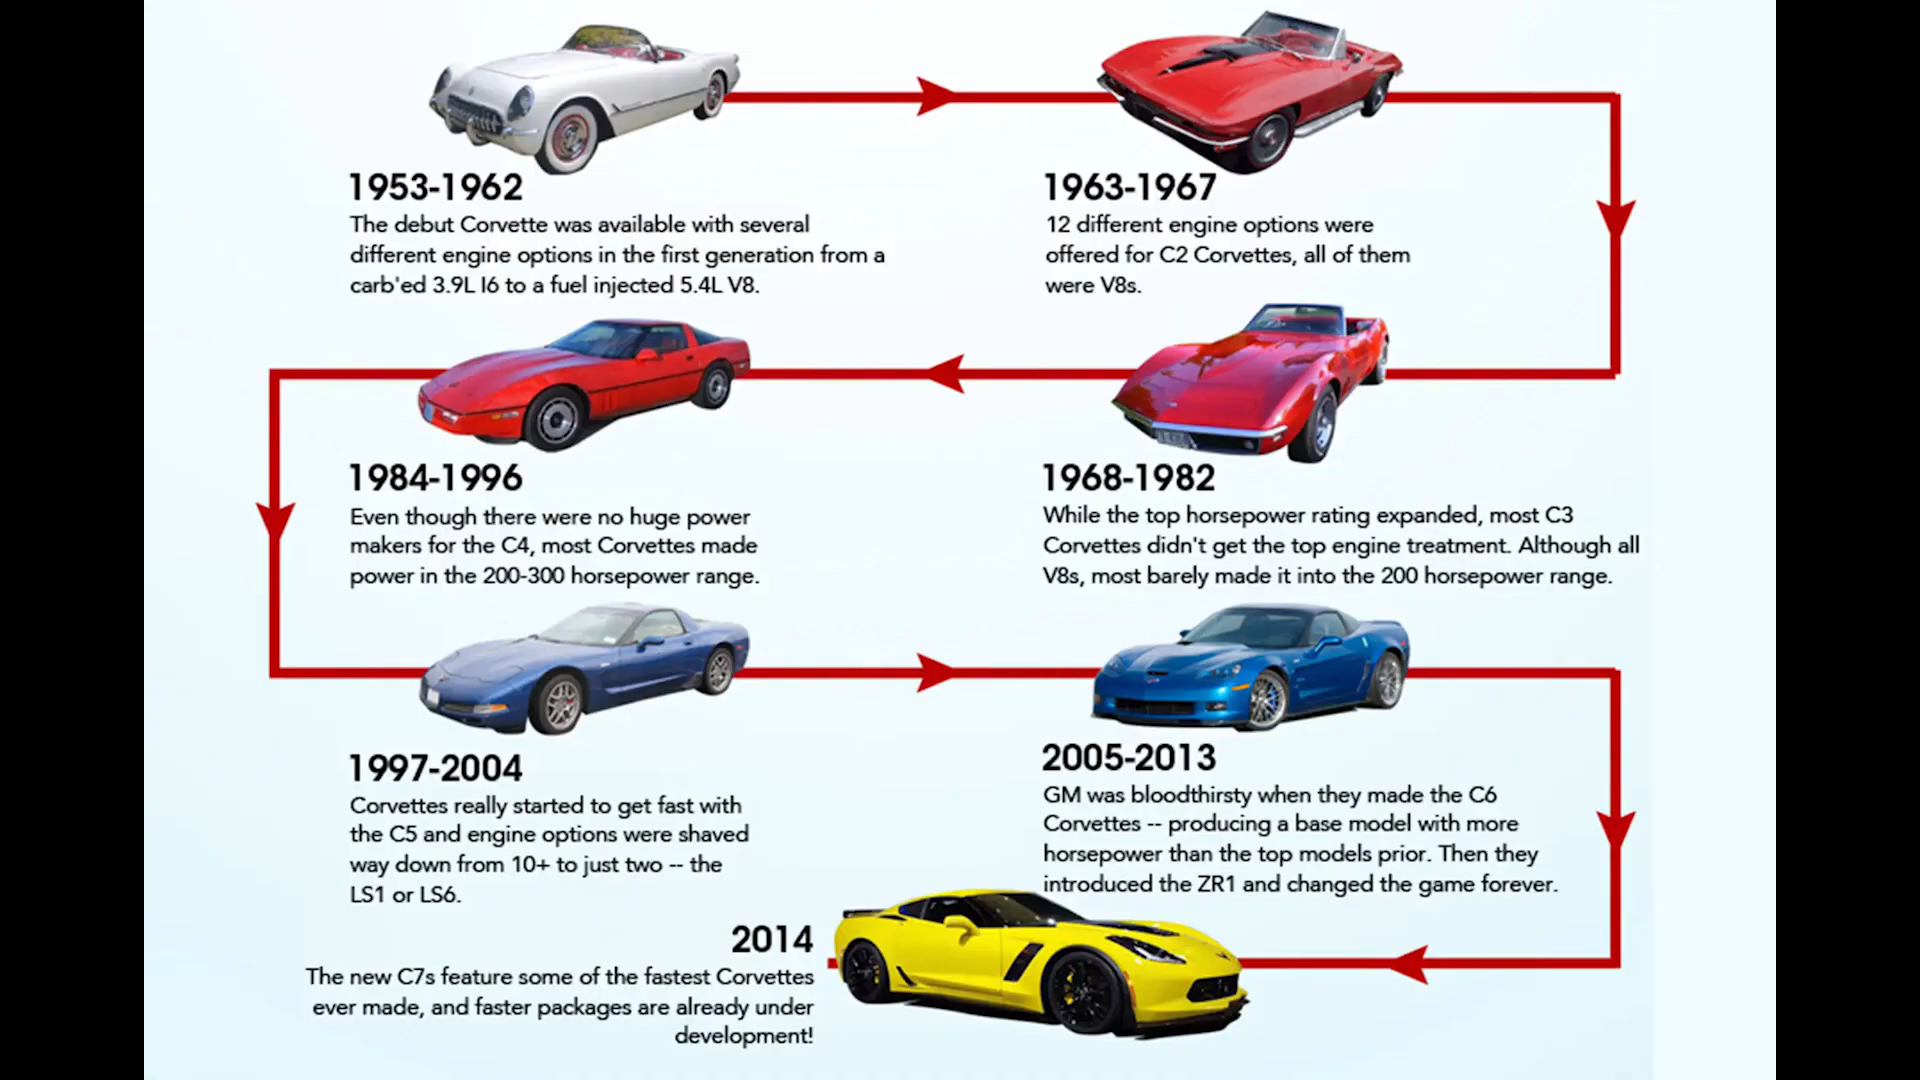 1953-1962
The debut Corvette was available with several
different engine options in the first generation from a
carb'ed 3.9L I6 to a fuel injected 5.4L V8.
1963-1967
12 different engine options were
offered for C2 Corvettes, all of them
were V8s.
1968-1982
While the top horsepower rating expanded, most C3
Corvettes didn't get the top engine treatment. Although all
V8s, most barely made it into the 200 horsepower range.
1984-1996
Even though there were no huge power
makers for the C4, most Corvettes made
power in the 200-300 horsepower range.
1997-2004
Corvettes really started to get fast with
the C5 and engine options were shaved
way down from 10+ to just two -- the
LS1 or LS6.
2005-2013
GM was bloodthirsty when they made the C6
Corvettes -- producing a base model with more
horsepower than the top models prior. Then they
introduced the ZR1 and changed the game forever.
2014
The new C7s feature some of the fastest Corvettes
ever made, and faster packages are already under
development!